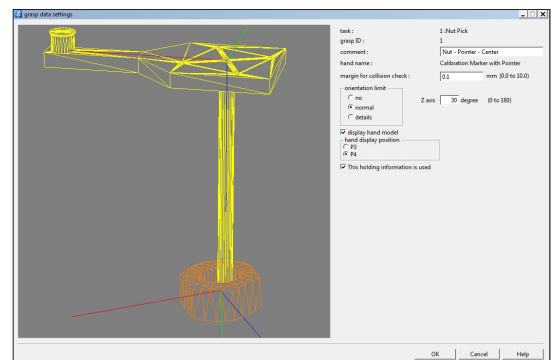 grasp data settings
task : 1:Nut Pick
grasp ID : 1
comment : Nut - Pointer - Center
hand name : Calibration Marker with Pointer
margin for collision check : 0.1 mm (0.0 to 10.0)
orientation limit
no
normal
details
Z axis 30 degree (0 to 180)
display hand model
hand display position
P3
P4
This holding information is used
OK Cancel Help